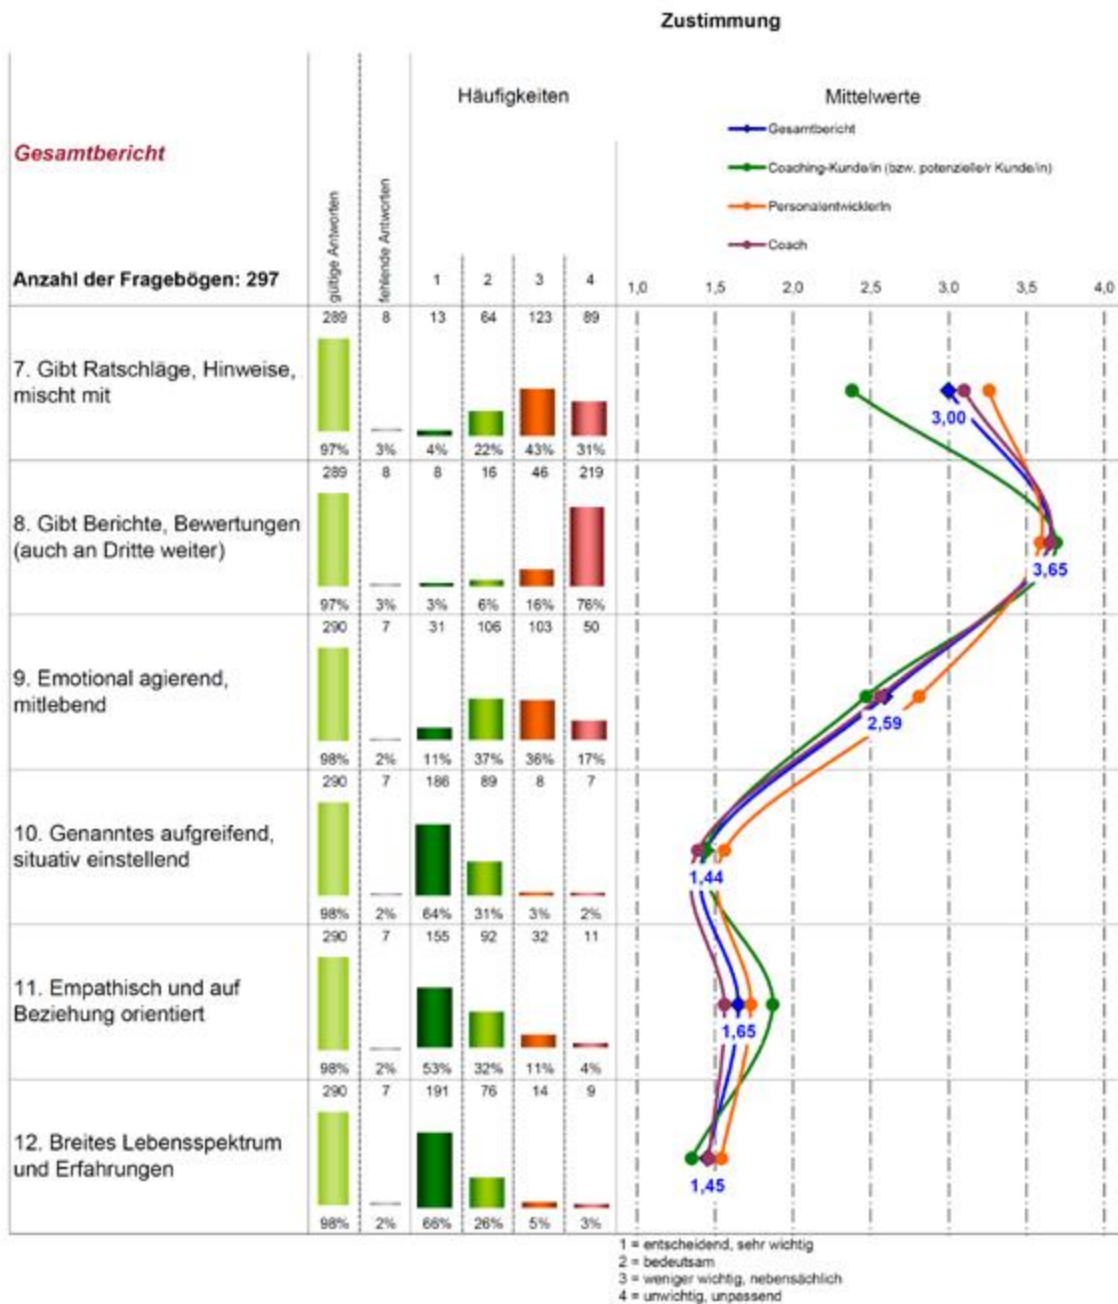 Zustimmung
Häufigkeiten
Mittelwerte
Gesamtbericht
Gesamtbericht
Coaching-Kunde/in (bzw. potenzielle/r Kunde/in)
PersonalentwicklerIn
Coach
gültige Antworten
fehlende Antworten
Anzahl der Fragebögen: 297
1 2 3 4
1,0 1,5 2,0 2,5 3,0 3,5 4,0
289 8 13 64 123 89
7. Gibt Ratschläge, Hinweise,
mischt mit
3,00
97% 3% 4% 22% 43% 31%
289 8 8 16 46 219
8. Gibt Berichte, Bewertungen
(auch an Dritte weiter)
3,65
97% 3% 3% 6% 16% 76%
290 7 31 106 103 50
9. Emotional agierend,
mitlebend
2,59
98% 2% 11% 37% 36% 17%
290 7 186 89 8 7
10. Genanntes aufgreifend,
situativ einstellend
1,44
98% 2% 64% 31% 3% 2%
290 7 155 92 32 11
11. Empathisch und auf
Beziehung orientiert
1,65
98% 2% 53% 32% 11% 4%
290 7 191 76 14 9
12. Breites Lebensspektrum
und Erfahrungen
1,45
98% 2% 66% 26% 5% 3%
1 = entscheidend, sehr wichtig
2 = bedeutsam
3 = weniger wichtig, nebensächlich
4 = unwichtig, unpassend